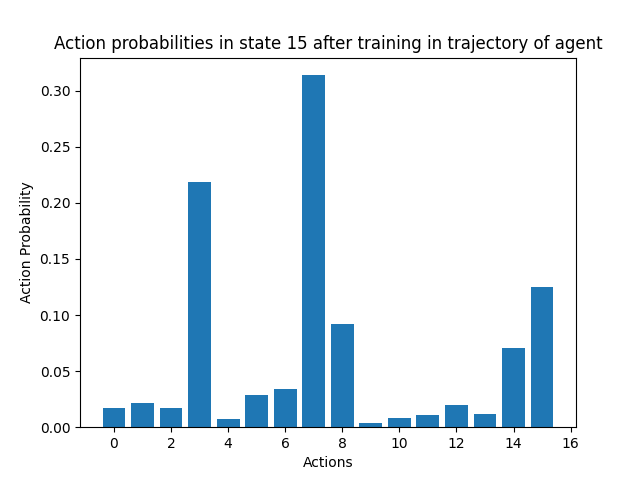 Action probabilities in state 15 after training in trajectory of agent
0.30
0.25
0.20
0.15
0.10
0.05
0.00
Action Probability
0 2 4 6 8 10 12 14 16
Actions